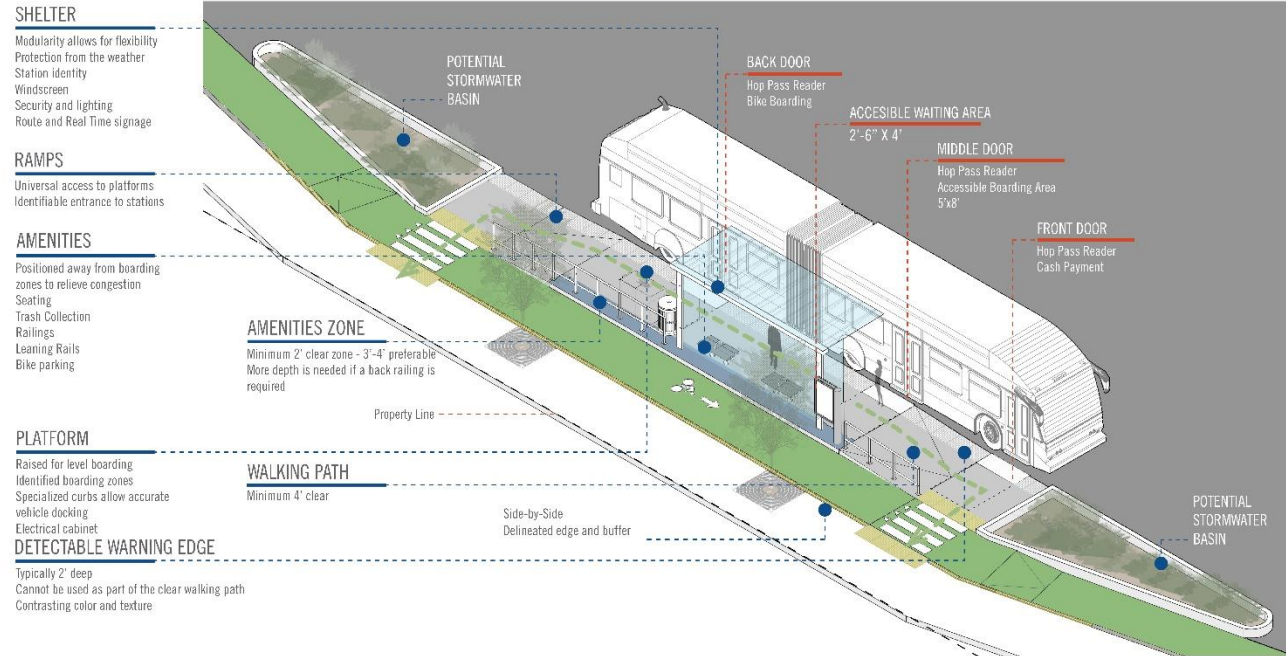 SHELTER
Modularity allows for flexibility
Protection from the weather
Station identity
Windscreen
Security and lighting
Route and Real Time signage
RAMPS
Universal access to platforms
Identifiable entrance to stations
AMENITIES
Positioned away from boarding
zones to relieve congestion
Seating
Trash Collection
Railings
Leaning Rails
Bike parking
PLATFORM
Raised for level boarding
Identified boarding zones
Specialized curbs allow accurate
vehicle docking
Electrical cabinet
DETECTABLE WARNING EDGE
Typically 2' deep
Cannot be used as part of the clear walking path
Contrasting color and texture
POTENTIAL
STORMWATER
BASIN
AMENITIES ZONE
Minimum 2' clear zone - 3'-4' preferable
More depth is needed if a back railing is
required
Property Line
WALKING PATH
Minimum 4' clear
Side-by-Side
Delineated edge and buffer
BACK DOOR
Hop Pass Reader
Bike Boarding
ACCESIBLE WAITING AREA
2'-6" X 4'
MIDDLE DOOR
Hop Pass Reader
Accessible Boarding Area
5'x8'
FRONT DOOR
Hop Pass Reader
Cash Payment
POTENTIAL
STORMWATER
BASIN